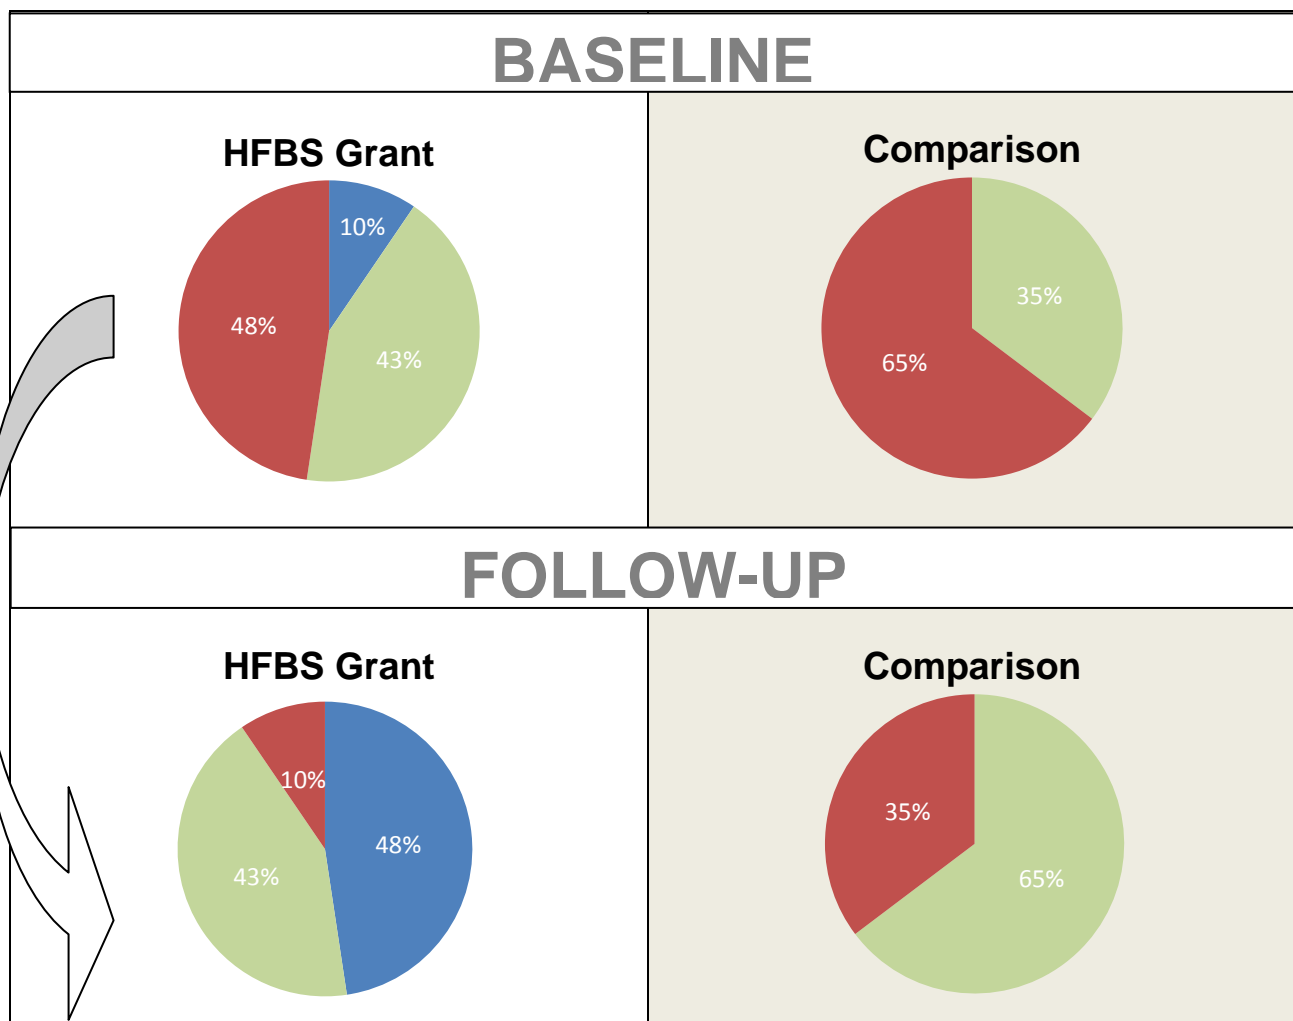 BASELINE
HFBS Grant
10%
48%
43%
Comparison
35%
65%
FOLLOW-UP
HFBS Grant
10%
48%
43%
Comparison
35%
65%